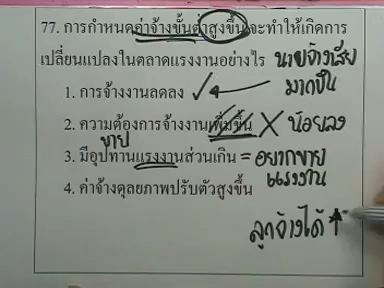 77. การกำหนดค่าจ้างขั้นต่ำสูงขึ้นจะทำให้เกิดการ
เปลี่ยนแปลงในตลาดแรงงานอย่างไร นายจ้าง
มากขึ้น
1. การจ้างงานลดลง ✓
2. ความต้องการจ้างงานเพิ่มขึ้น X น้อยลง
ขาย
3. มีอุปทานแรงงานส่วนเกิน = อยากขาย
แรงงาน
4. ค่าจ้างดุลยภาพปรับตัวสูงขึ้น
ลูกจ้างได้ ↑